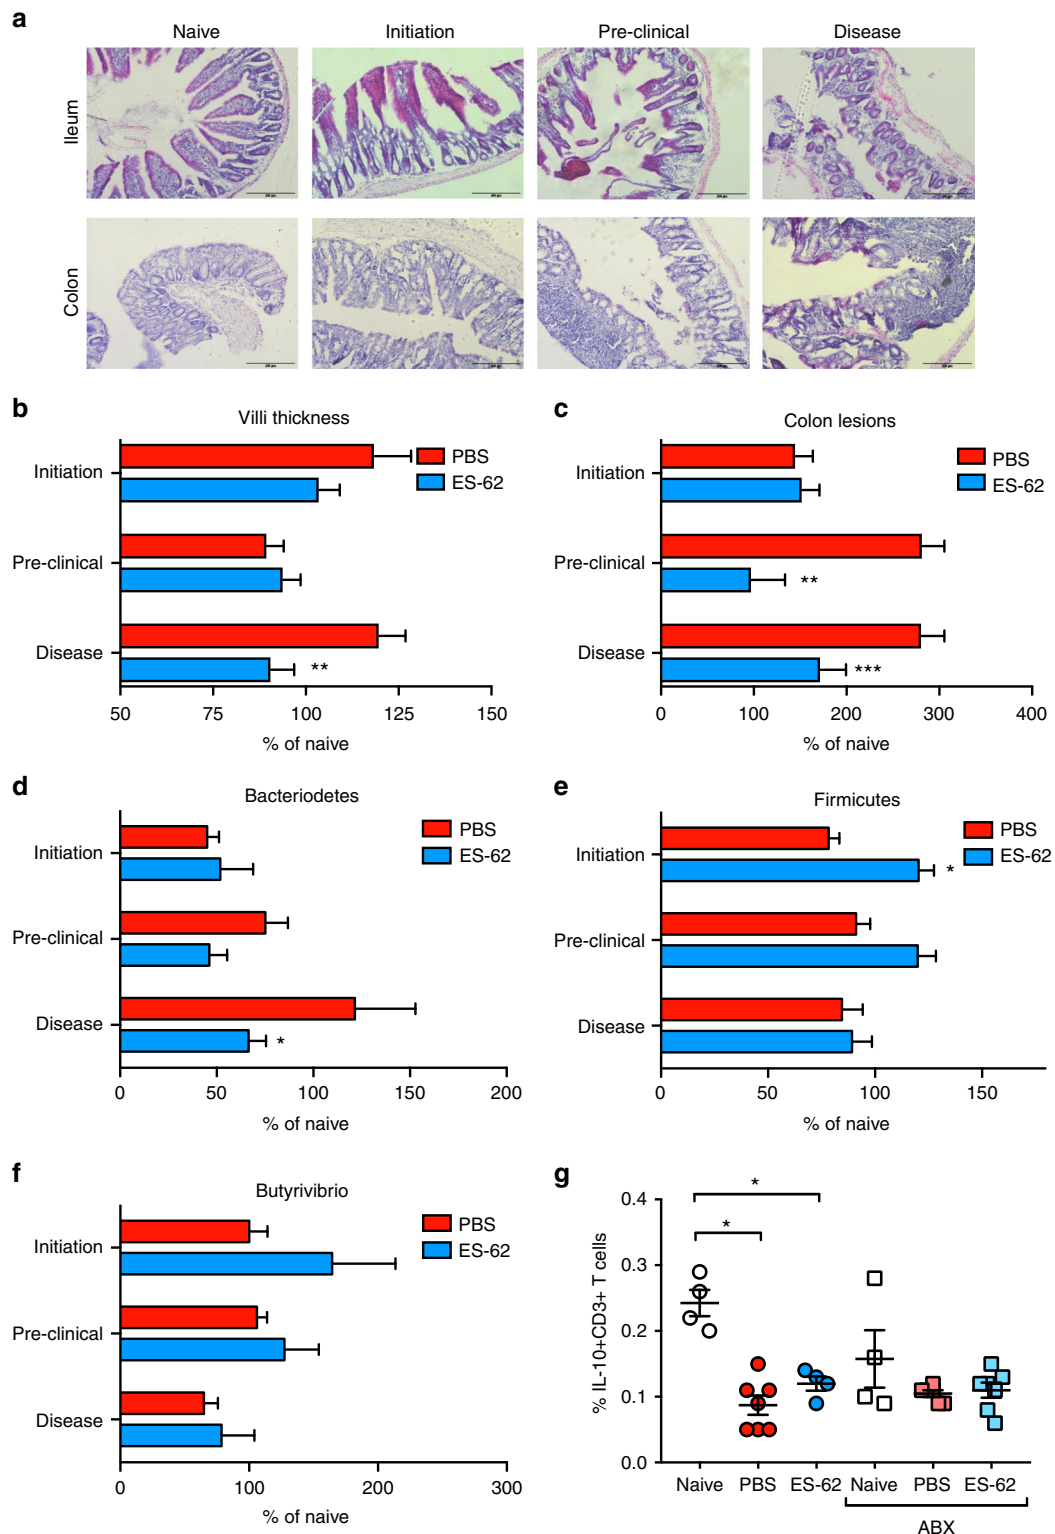 a
Naive Initiation Pre-clinical Disease
Ileum
Colon
b
Villi thickness
PBS
ES-62
Initiation
Pre-clinical
Disease
**
50 75 100 125 150
% of naive
c
Colon lesions
PBS
ES-62
Initiation
Pre-clinical
**
Disease
***
0 100 200 300 400
% of naive
d
Bacteriodetes
PBS
ES-62
Initiation
Pre-clinical
Disease
*
0 50 100 150 200
% of naive
e
Firmicutes
PBS
ES-62
Initiation
*
Pre-clinical
Disease
0 50 100 150
% of naive
f
Butyrivibrio
PBS
ES-62
Initiation
Pre-clinical
Disease
0 100 200 300
% of naive
g
% IL-10+CD3+ T cells
0.4
0.3
0.2
0.1
0.0
*
*
Naive PBS ES-62 Naive PBS ES-62
ABX